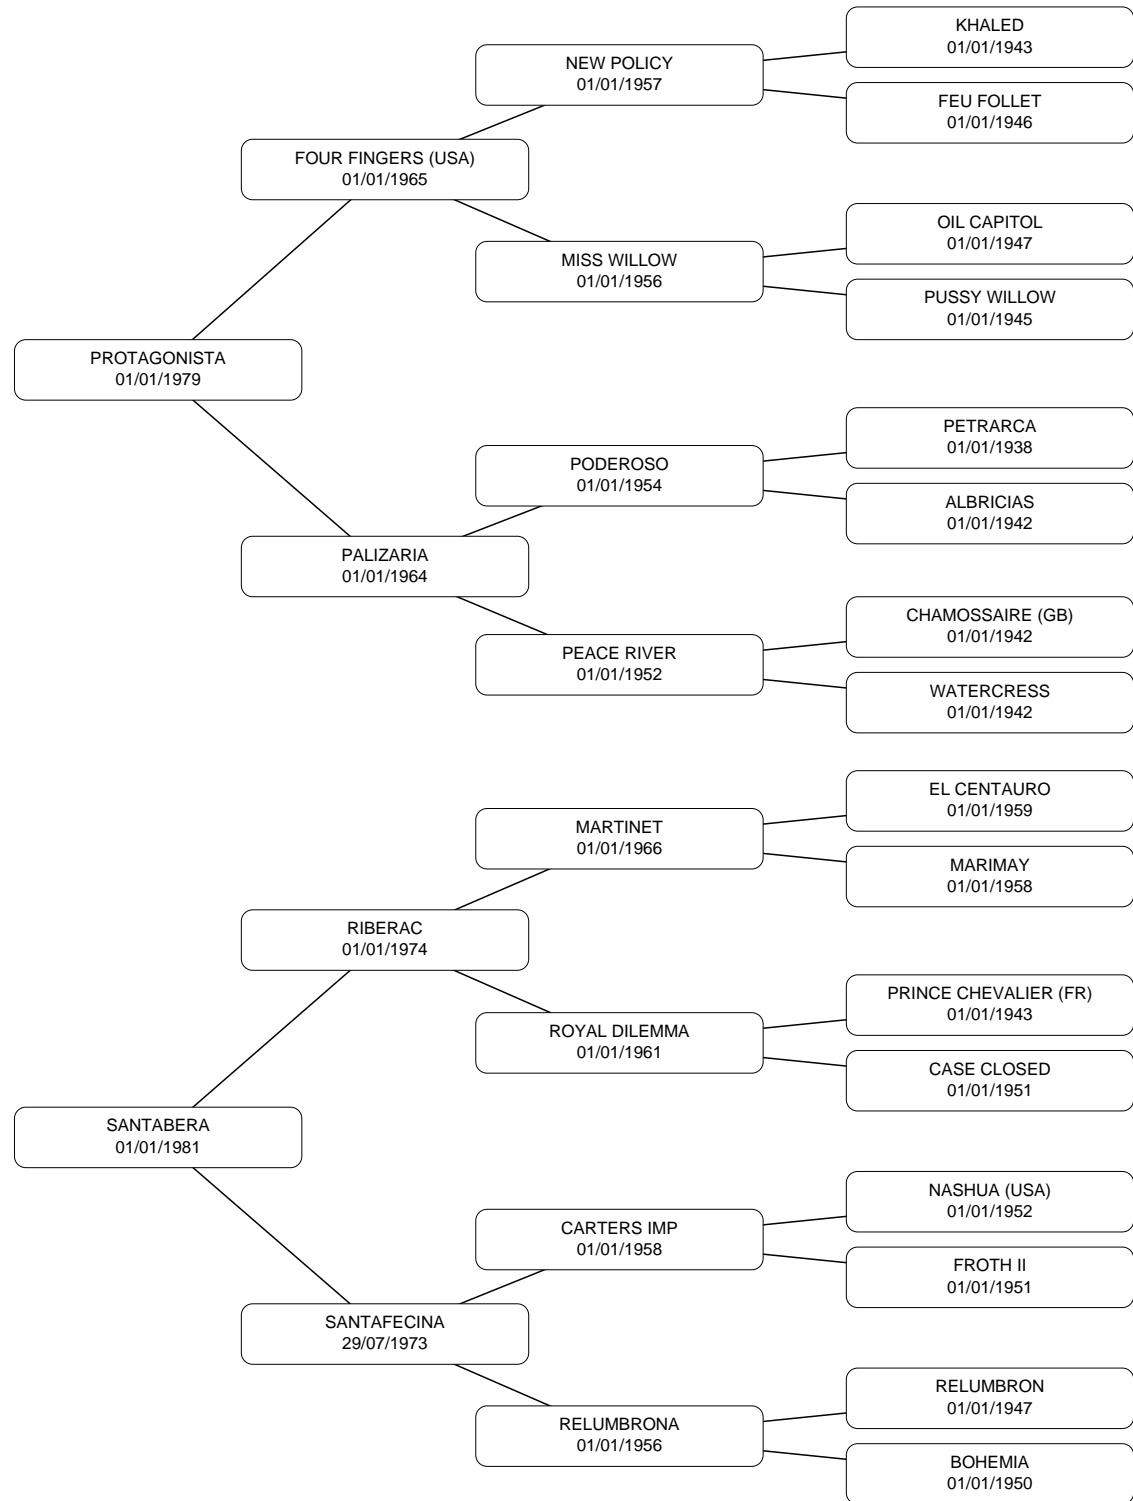 KHALED
01/01/1943
NEW POLICY
01/01/1957
FEU FOLLET
01/01/1946
FOUR FINGERS (USA)
01/01/1965
OIL CAPITOL
01/01/1947
MISS WILLOW
01/01/1956
PUSSY WILLOW
01/01/1945
PROTAGONISTA
01/01/1979
PETRARCA
01/01/1938
PODEROSO
01/01/1954
ALBRICIAS
01/01/1942
PALIZARIA
01/01/1964
CHAMOSSAIRE (GB)
01/01/1942
PEACE RIVER
01/01/1952
WATERCRESS
01/01/1942
EL CENTAURO
01/01/1959
MARTINET
01/01/1966
MARIMAY
01/01/1958
RIBERAC
01/01/1974
PRINCE CHEVALIER (FR)
01/01/1943
ROYAL DILEMMA
01/01/1961
CASE CLOSED
01/01/1951
SANTABERA
01/01/1981
NASHUA (USA)
01/01/1952
CARTERS IMP
01/01/1958
FROTH II
01/01/1951
SANTAFECINA
29/07/1973
RELUMBRON
01/01/1947
RELUMBRONA
01/01/1956
BOHEMIA
01/01/1950